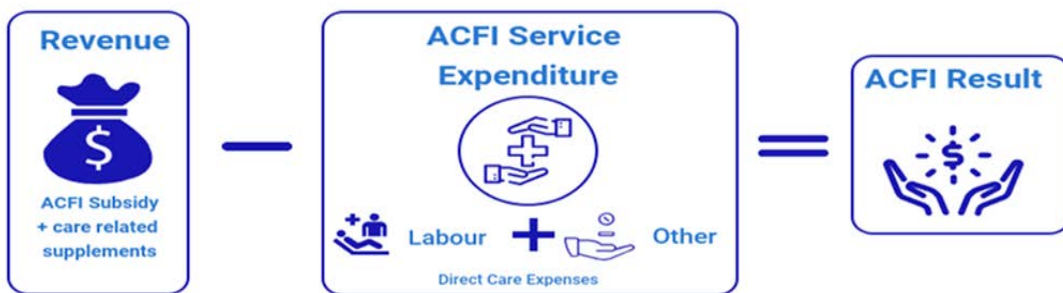 Revenue
$
ACFI Subsidy
+ care related
supplements
—
ACFI Service
Expenditure
Labour + Other
Direct Care Expenses
=
ACFI Result
$